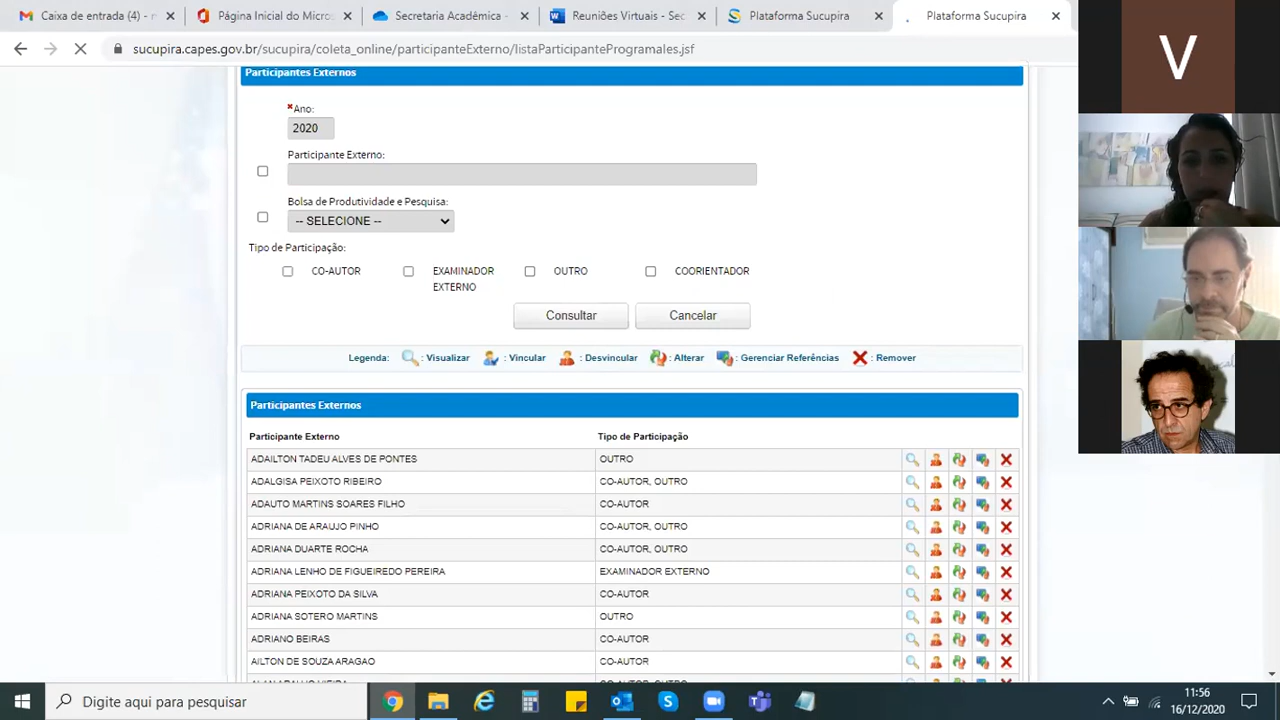 Caixa de entrada (4) - r
Página Inicial do Micros
Secretaria Acadêmica -
Reuniões Virtuais - Sec
Plataforma Sucupira
Plataforma Sucupira
sucupira.capes.gov.br/sucupira/coleta_online/participanteExterno/listaParticipanteProgramaIes.jsf
V
Participantes Externos
Ano:
2020
Participante Externo:
Bolsa de Produtividade e Pesquisa:
-- SELECIONE --
Tipo de Participação:
CO-AUTOR
EXAMINADOR EXTERNO
OUTRO
COORIENTADOR
Consultar
Cancelar
Legenda: : Visualizar : Vincular : Desvincular : Alterar : Gerenciar Referências : Remover
Participantes Externos
Participante Externo Tipo de Participação
ADAILTON TADEU ALVES DE PONTES OUTRO
ADALGISA PEIXOTO RIBEIRO CO-AUTOR, OUTRO
ADAUTO MARTINS SOARES FILHO CO-AUTOR
ADRIANA DE ARAUJO PINHO CO-AUTOR, OUTRO
ADRIANA DUARTE ROCHA CO-AUTOR, OUTRO
ADRIANA LENHO DE FIGUEIREDO PEREIRA EXAMINADOR EXTERNO
ADRIANA PEIXOTO DA SILVA CO-AUTOR
ADRIANA SOTERO MARTINS OUTRO
ADRIANO BEIRAS CO-AUTOR
AILTON DE SOUZA ARAGAO CO-AUTOR
Digite aqui para pesquisar
11:56
16/12/2020